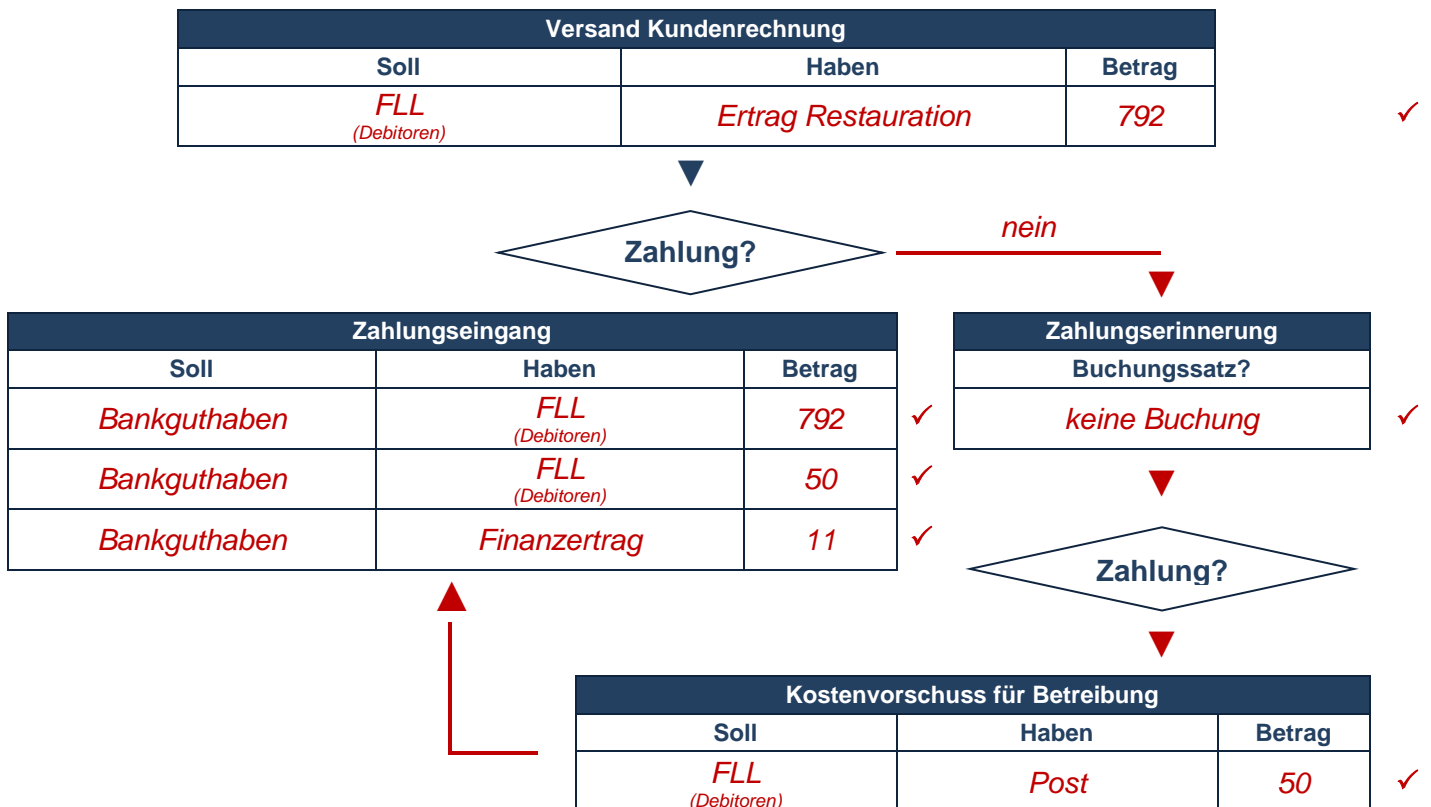 Versand Kundenrechnung
Soll Haben Betrag
FLL
(Debitoren) Ertrag Restauration 792 ✓
Zahlung? nein
Zahlungseingang
Soll Haben Betrag
Bankguthaben FLL
(Debitoren) 792 ✓
Bankguthaben FLL
(Debitoren) 50 ✓
Bankguthaben Finanzertrag 11 ✓
Zahlungserinnerung
Buchungssatz?
keine Buchung ✓
Zahlung?
Kostenvorschuss für Betreibung
Soll Haben Betrag
FLL
(Debitoren) Post 50 ✓